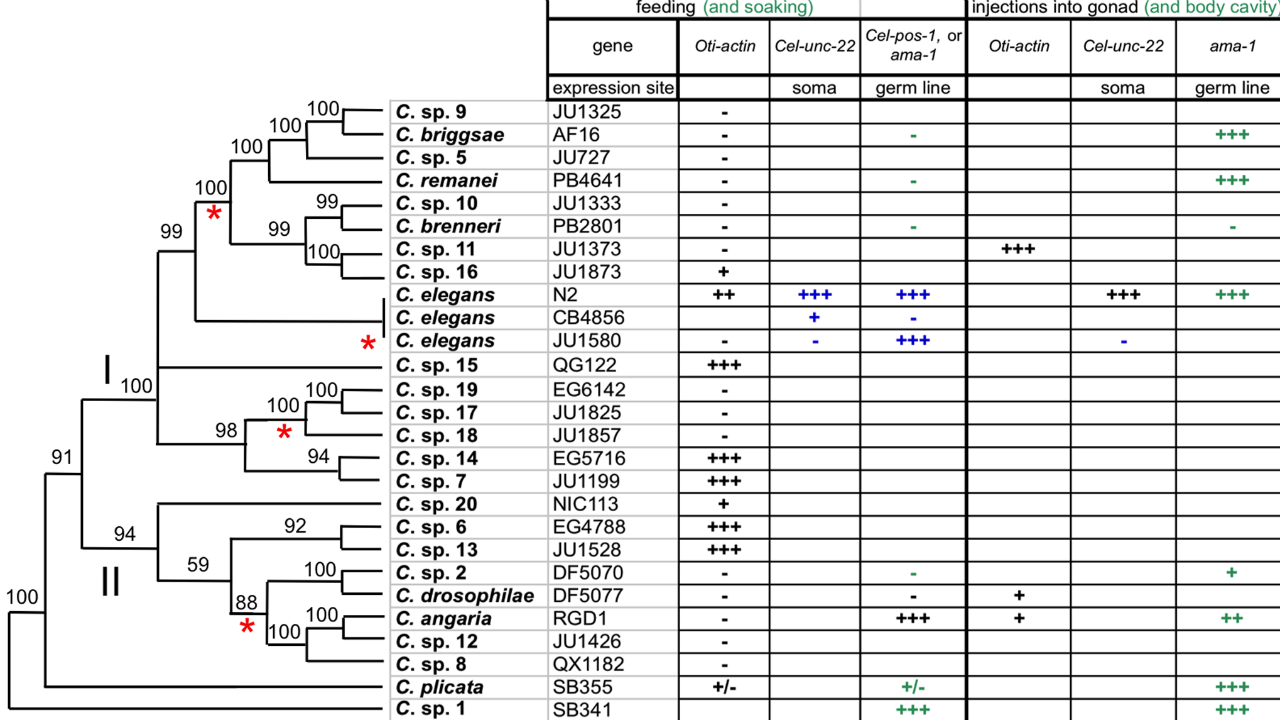 feeding (and soaking) injections into gonad (and body cavity)
gene Oti-actin Cel-unc-22 Cel-pos-1, or ama-1 Oti-actin Cel-unc-22 ama-1
expression site soma germ line soma germ line
100 C. sp. 9 JU1325 -
100 C. briggsae AF16 - - +++
100 C. sp. 5 JU727 -
100 C. remanei PB4641 - - +++
* 99 C. sp. 10 JU1333 -
99 99 C. brenneri PB2801 - - -
100 C. sp. 11 JU1373 - +++
C. sp. 16 JU1873 +
C. elegans N2 ++ +++ +++ +++ +++
C. elegans CB4856 + -
* C. elegans JU1580 - - +++ -
I C. sp. 15 QG122 +++
100 100 C. sp. 19 EG6142 -
100 C. sp. 17 JU1825 -
98 * C. sp. 18 JU1857 -
91 94 C. sp. 14 EG5716 +++
C. sp. 7 JU1199 +++
C. sp. 20 NIC113 +
94 92 C. sp. 6 EG4788 +++
C. sp. 13 JU1528 +++
II 59 100 C. sp. 2 DF5070 - - +
100 88 C. drosophilae DF5077 - - +
* 100 C. angaria RGD1 - +++ + ++
100 C. sp. 12 JU1426 -
C. sp. 8 QX1182 -
C. plicata SB355 +/- +/- +++
C. sp. 1 SB341 +++ +++